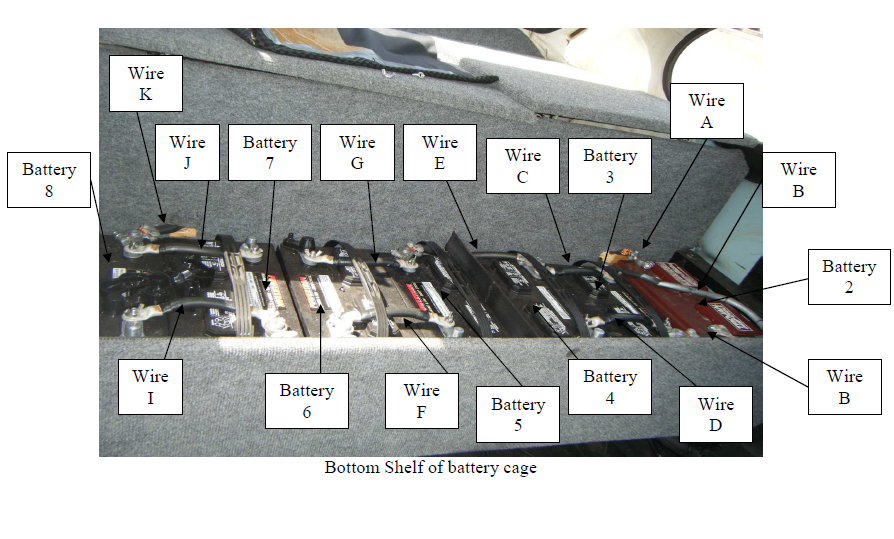 Wire
K
Wire
A
Wire
J
Battery
7
Wire
G
Wire
E
Wire
C
Battery
3
Battery
8
Wire
B
Battery
2
Wire
I
Battery
6
Wire
F
Battery
5
Battery
4
Wire
D
Wire
B
Bottom Shelf of battery cage